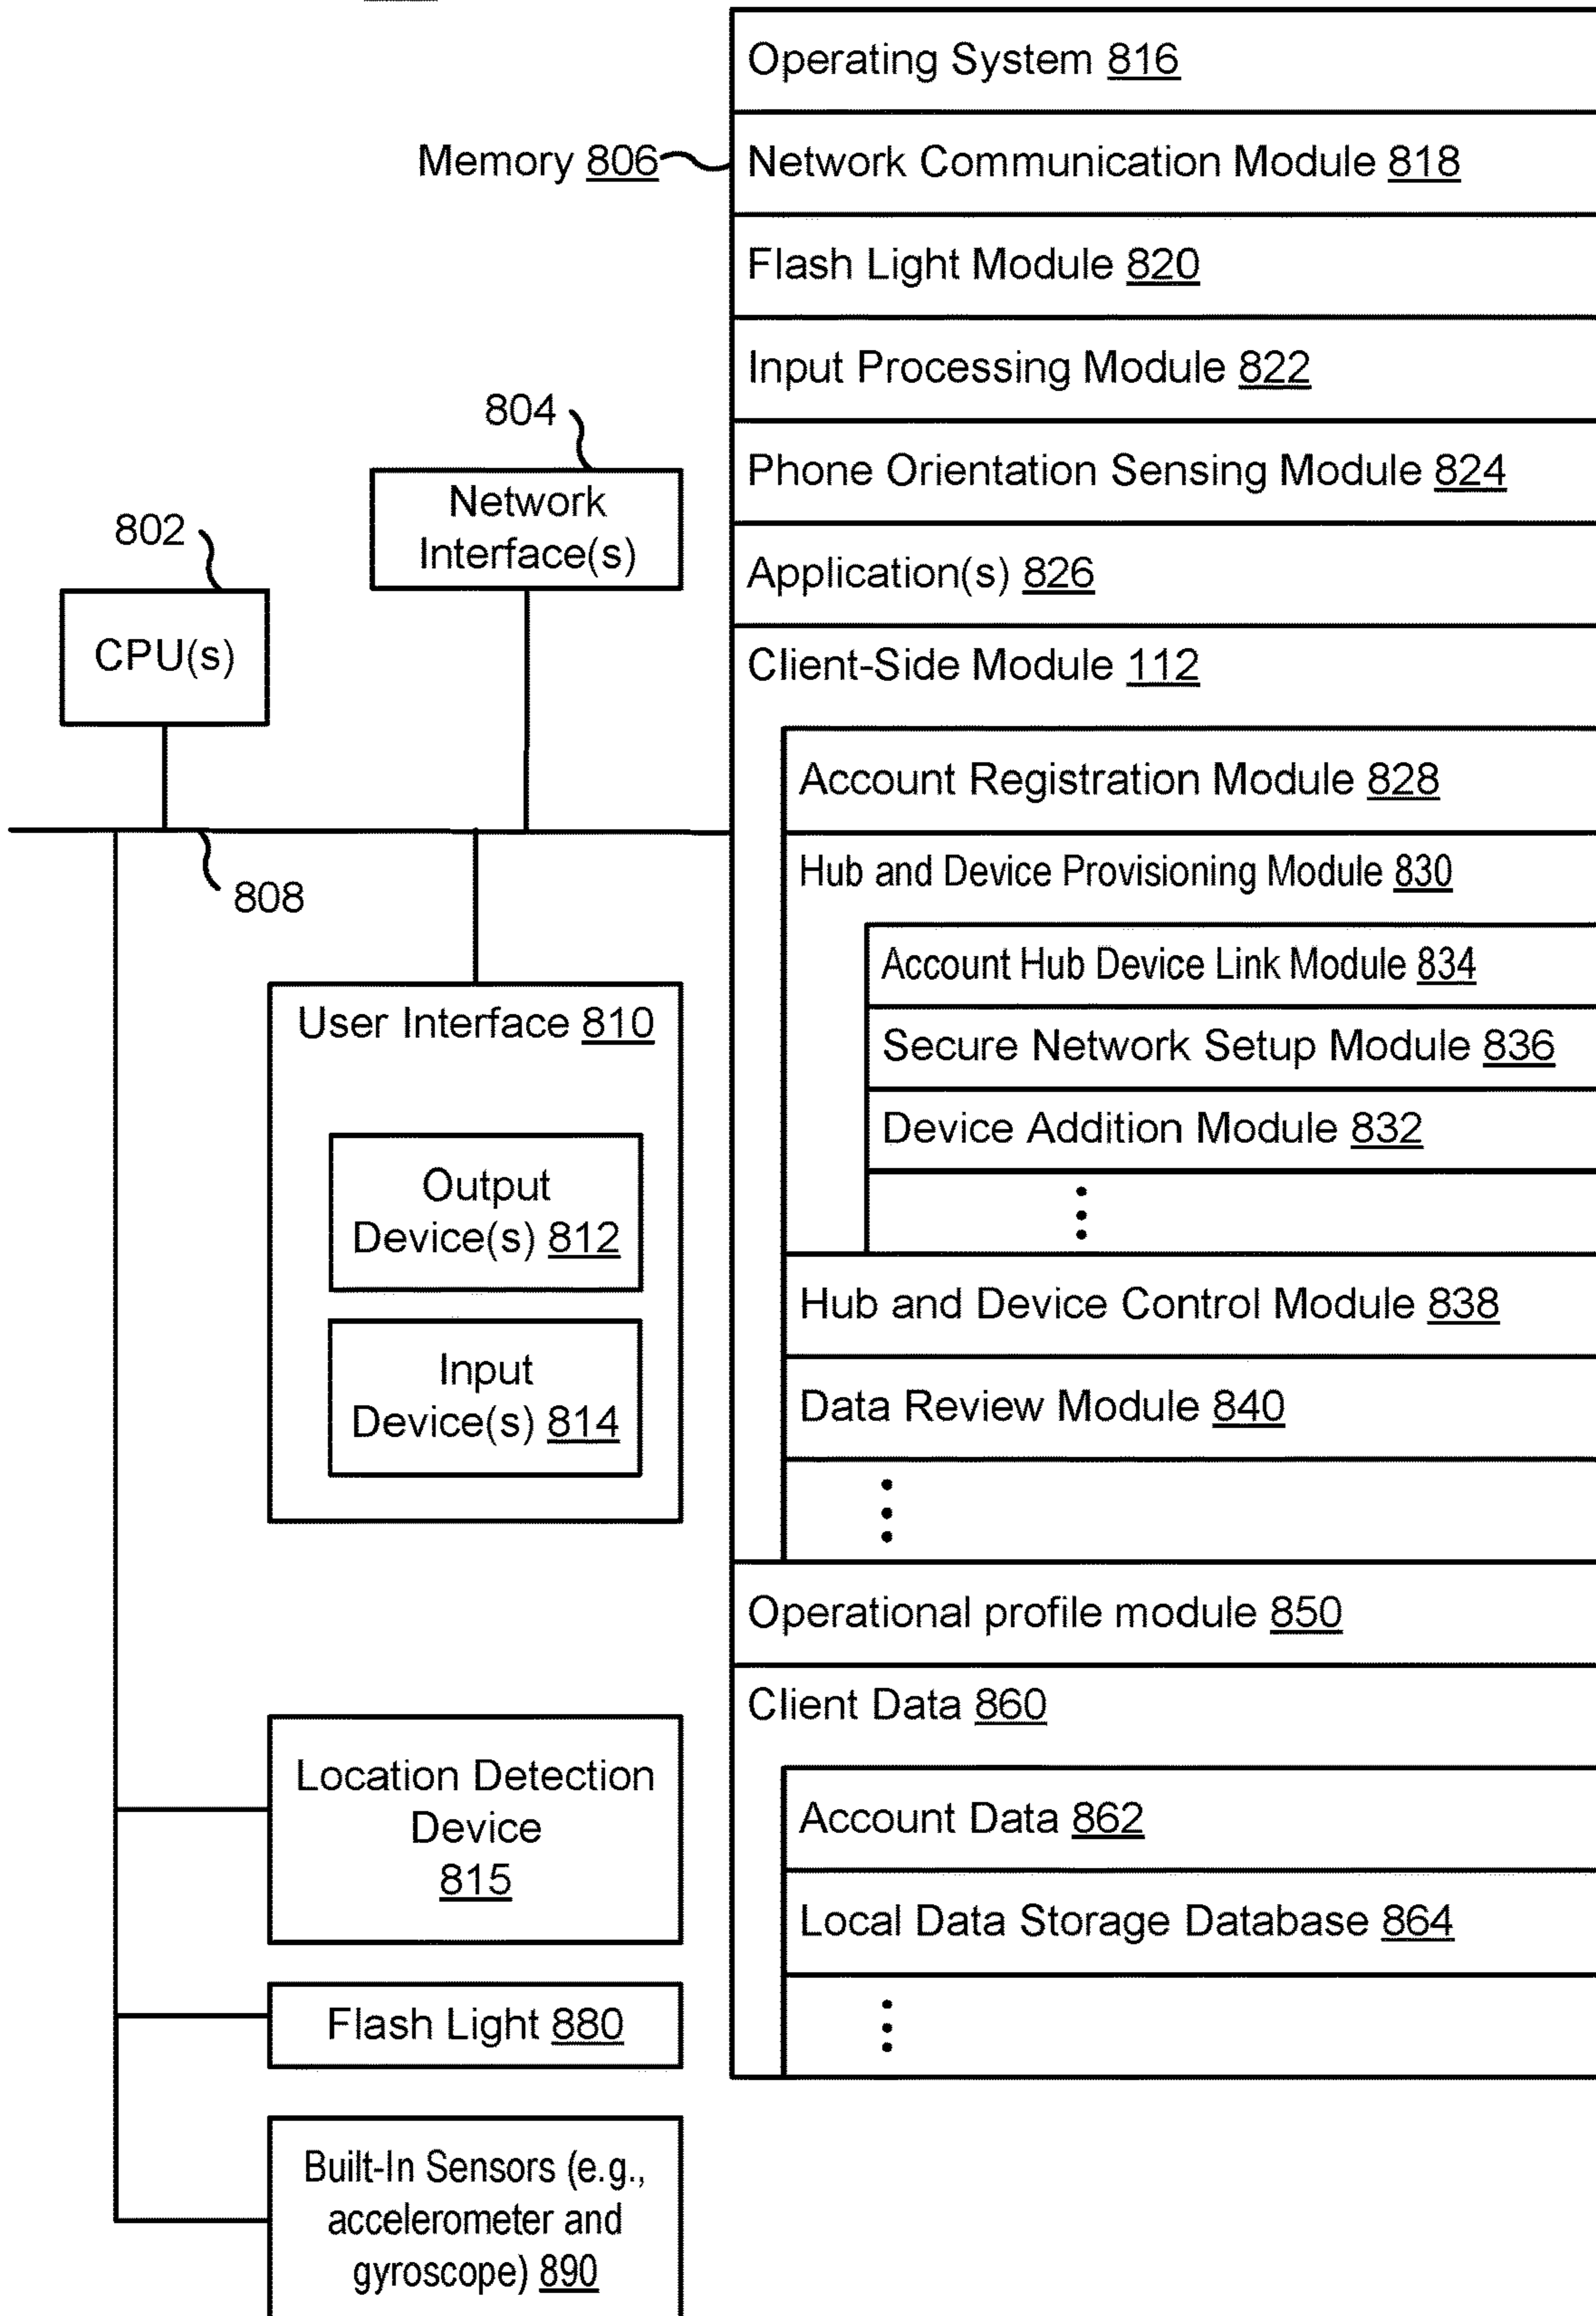 Operating System 816
Memory 806
Network Communication Module 818
Flash Light Module 820
Input Processing Module 822
804
Network
Interface(s)
Phone Orientation Sensing Module 824
802
CPU(s)
Application(s) 826
Client-Side Module 112
Account Registration Module 828
808
Hub and Device Provisioning Module 830
Account Hub Device Link Module 834
Secure Network Setup Module 836
Device Addition Module 832
User Interface 810
Output
Device(s) 812
Input
Device(s) 814
Hub and Device Control Module 838
Data Review Module 840
Operational profile module 850
Client Data 860
Account Data 862
Local Data Storage Database 864
Location Detection
Device
815
Flash Light 880
Built-In Sensors (e.g.,
accelerometer and
gyroscope) 890